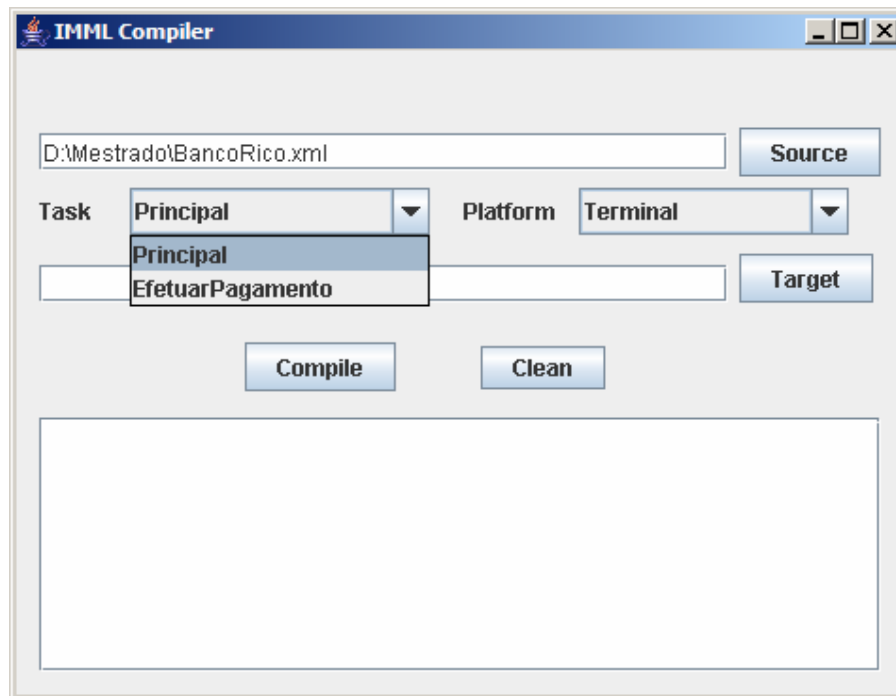 IMML Compiler
D:\Mestrado\BancoRico.xml Source
Task Principal Platform Terminal
Principal
EfetuarPagamento
Target
Compile Clean